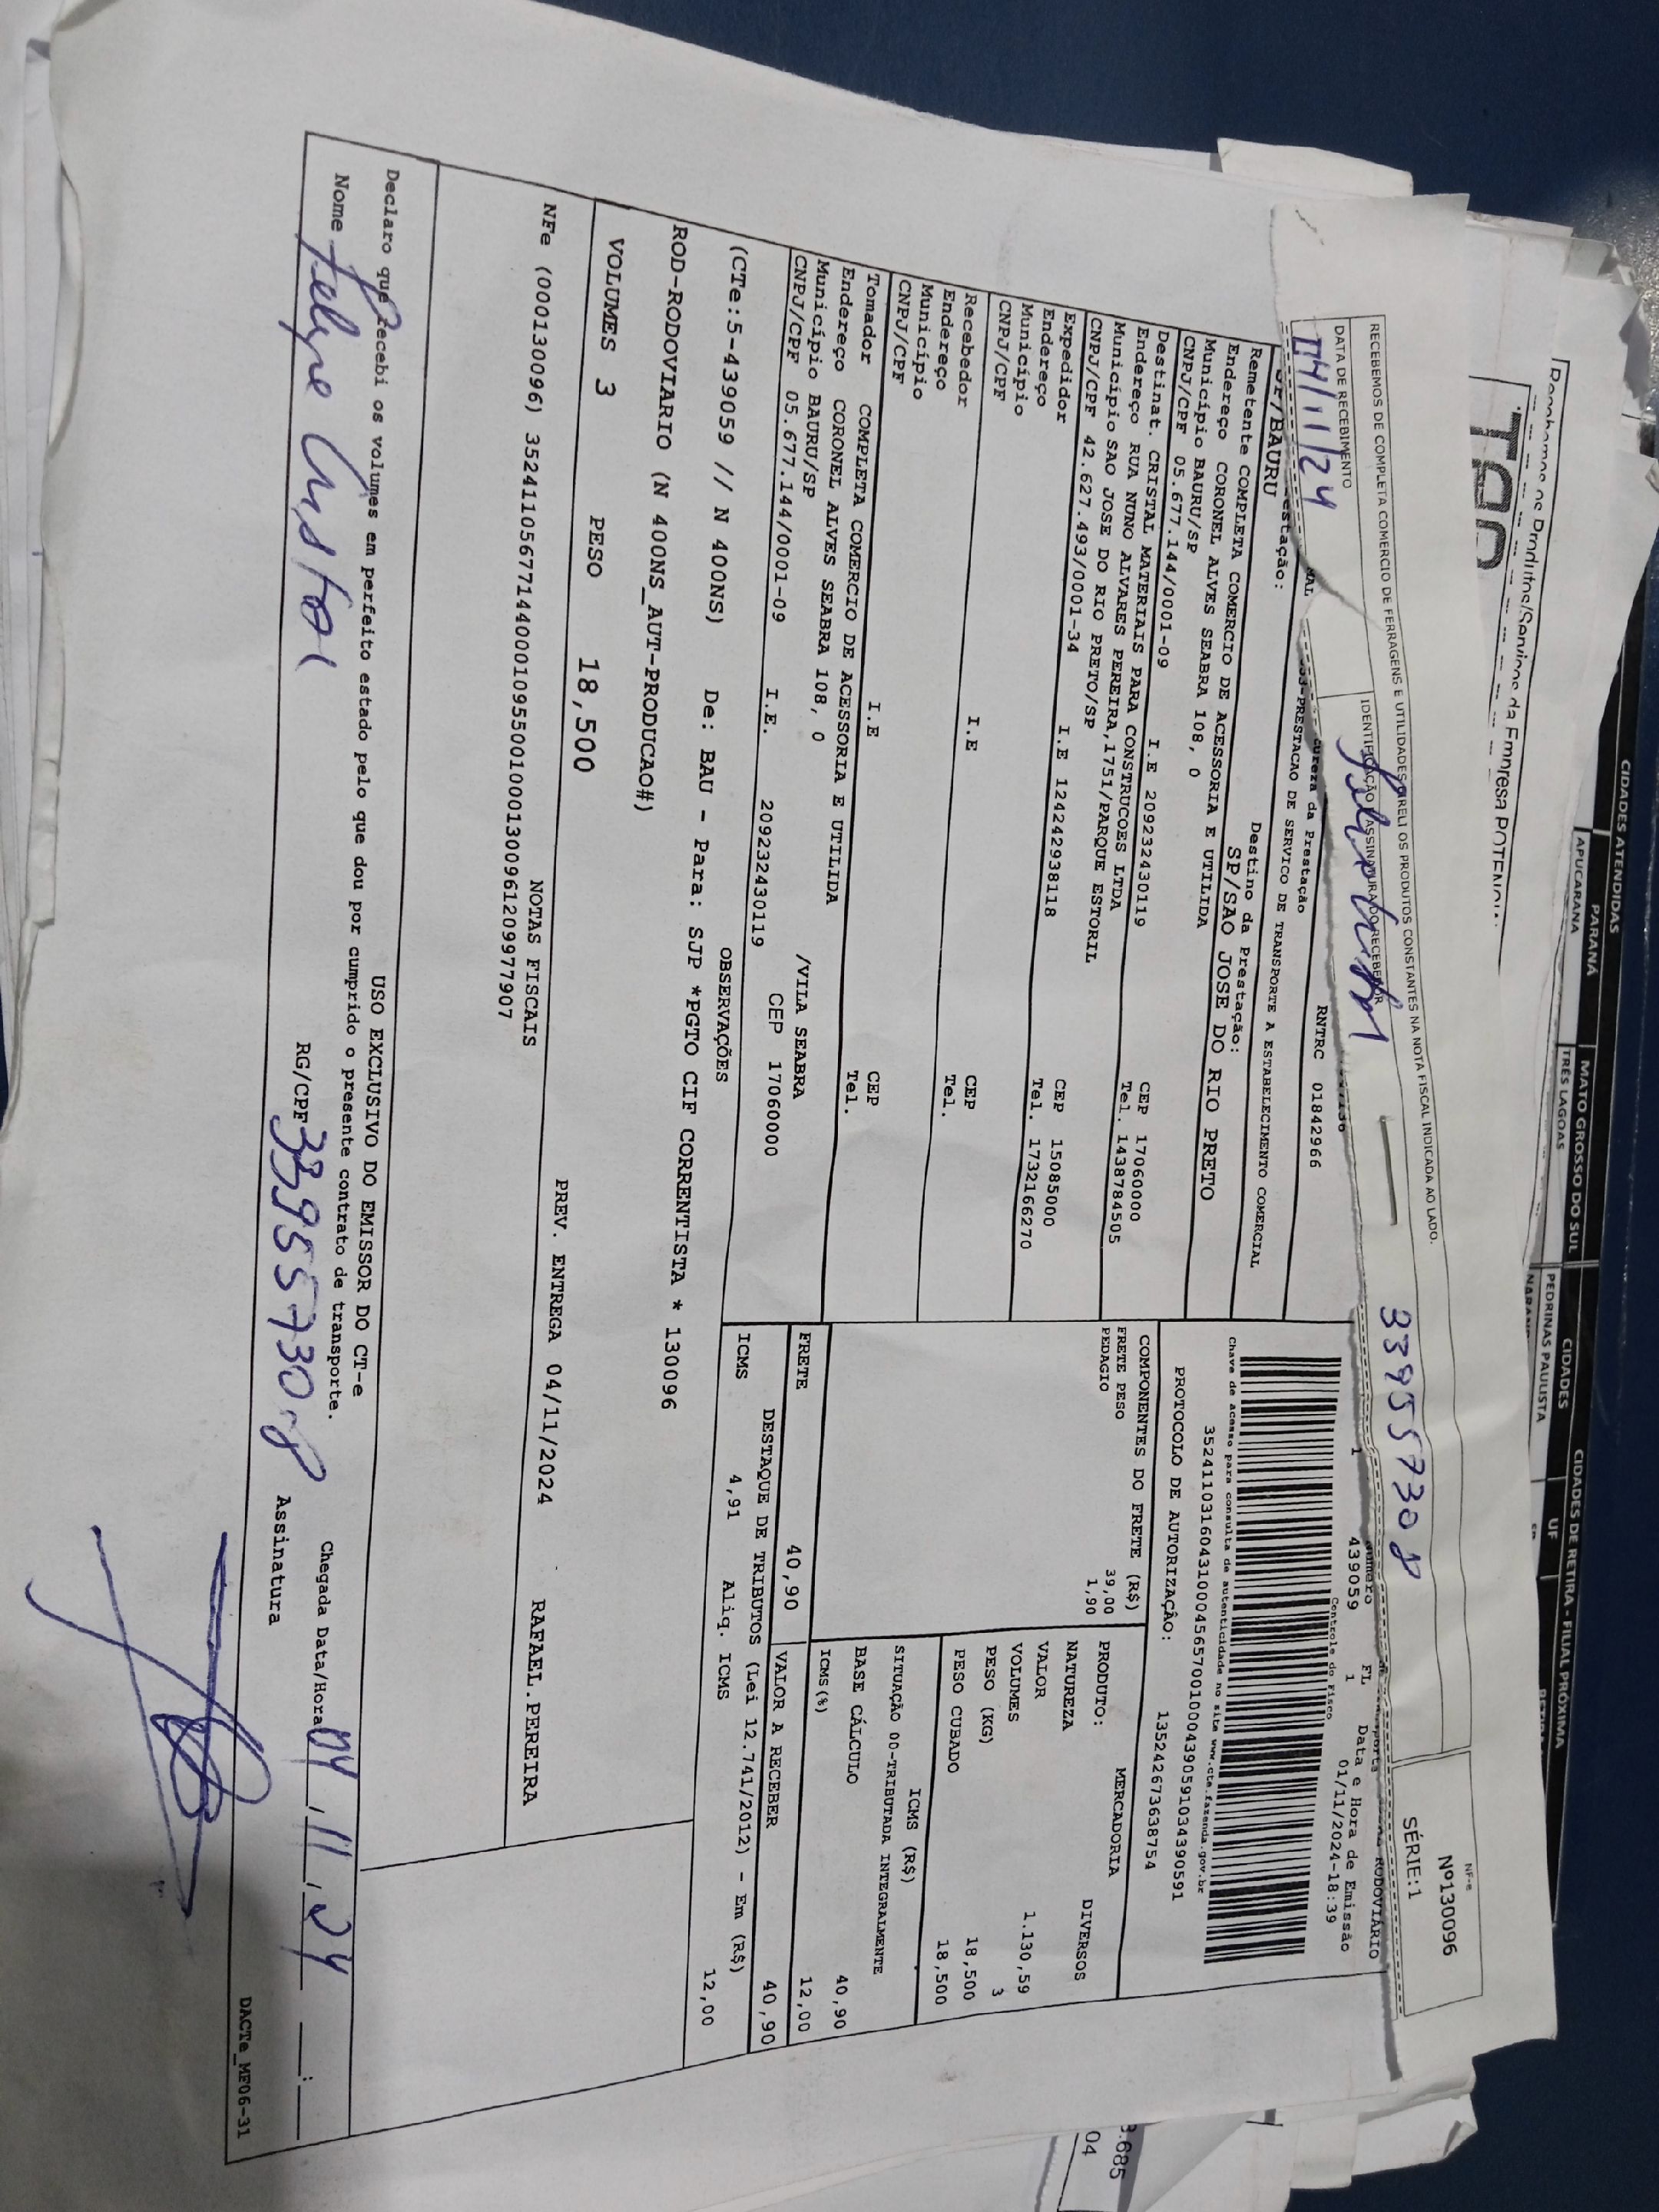 CIDADES ATENDIDAS
PARANÁ
MATO GROSSO DO SUL
CIDADES
CIDADES DE RETIRA - FILIAL PRÓXIMA
APUCARANA
TRÊS LAGOAS
PEDRINAS PAULISTA
UF
Recebemos os Produtos/Serviços da Empresa
RECEBEMOS DE COMPLETA COMERCIO DE FERRAGENS E UTILIDADES EIRELI OS PRODUTOS CONSTANTES NA NOTA FISCAL INDICADA AO LADO.
NF-e
Nº130096
SÉRIE:1
DATA DE RECEBIMENTO
IDENTIFICAÇÃO E ASSINATURA DO RECEBEDOR
04/11/24
339557308
RODOVIÁRIO
RNTRC 01842966
1
439059
FL
1
Data e Hora de Emissão
01/11/2024-18:39
Controle do Fisco
da Prestação
PRESTACAO DE SERVICO DE TRANSPORTE A ESTABELECIMENTO COMERCIAL
SP/BAURU
Destino da Prestação:
SP/SAO JOSE DO RIO PRETO
Chave de acesso para consulta de autenticidade no site www.cte.fazenda.gov.br
35241103160431000456570010004390591034390591
PROTOCOLO DE AUTORIZAÇÃO: 135242673638754
Remetente COMPLETA COMERCIO DE ACESSORIA E UTILIDA
Endereço CORONEL ALVES SEABRA 108, 0
Município BAURU/SP CEP 17060000
CNPJ/CPF 05.677.144/0001-09 I.E 209232430119 Tel. 1438784505
Destinat. CRISTAL MATERIAIS PARA CONSTRUCOES LTDA
Endereço RUA NUNO ALVARES PEREIRA,1751/PARQUE ESTORIL
Município SAO JOSE DO RIO PRETO/SP CEP 15085000
CNPJ/CPF 42.627.493/0001-34 I.E 124242938118 Tel. 1732166270
Expedidor
Endereço
Município CEP
CNPJ/CPF I.E Tel.
Recebedor
Endereço
Município CEP
CNPJ/CPF I.E Tel.
Tomador COMPLETA COMERCIO DE ACESSORIA E UTILIDA
Endereço CORONEL ALVES SEABRA 108, 0 /VILA SEABRA
Município BAURU/SP CEP 17060000
CNPJ/CPF 05.677.144/0001-09 I.E. 209232430119
COMPONENTES DO FRETE (R$)
FRETE PESO 39,00
PEDAGIO 1,90
PRODUTO: MERCADORIA
NATUREZA DIVERSOS
VALOR 1.130,59
VOLUMES 3
PESO (KG) 18,500
PESO CUBADO 18,500
ICMS (R$)
SITUAÇÃO 00-TRIBUTADA INTEGRALMENTE
BASE CÁLCULO 40,90
ICMS(%) 12,00
FRETE 40,90
VALOR A RECEBER 40,90
DESTAQUE DE TRIBUTOS (Lei 12.741/2012) - Em (R$)
ICMS 4,91 Aliq. ICMS 12,00
OBSERVAÇÕES
(CTe:5-439059 // N 400NS) De: BAU - Para: SJP *PGTO CIF CORRENTISTA * 130096
ROD-RODOVIARIO (N 400NS_AUT-PRODUCAO#)
VOLUMES 3 PESO 18,500
PREV. ENTREGA 04/11/2024 RAFAEL.PEREIRA
NOTAS FISCAIS
NFe (000130096) 35241105677144000109550010001300961209977907
USO EXCLUSIVO DO EMISSOR DO CT-e
Declaro que recebi os volumes em perfeito estado pelo que dou por cumprido o presente contrato de transporte.
Nome RG/CPF 339557308 Assinatura Chegada Data/Hora 04/11/24
DACTe_MF06-31
3.685
04